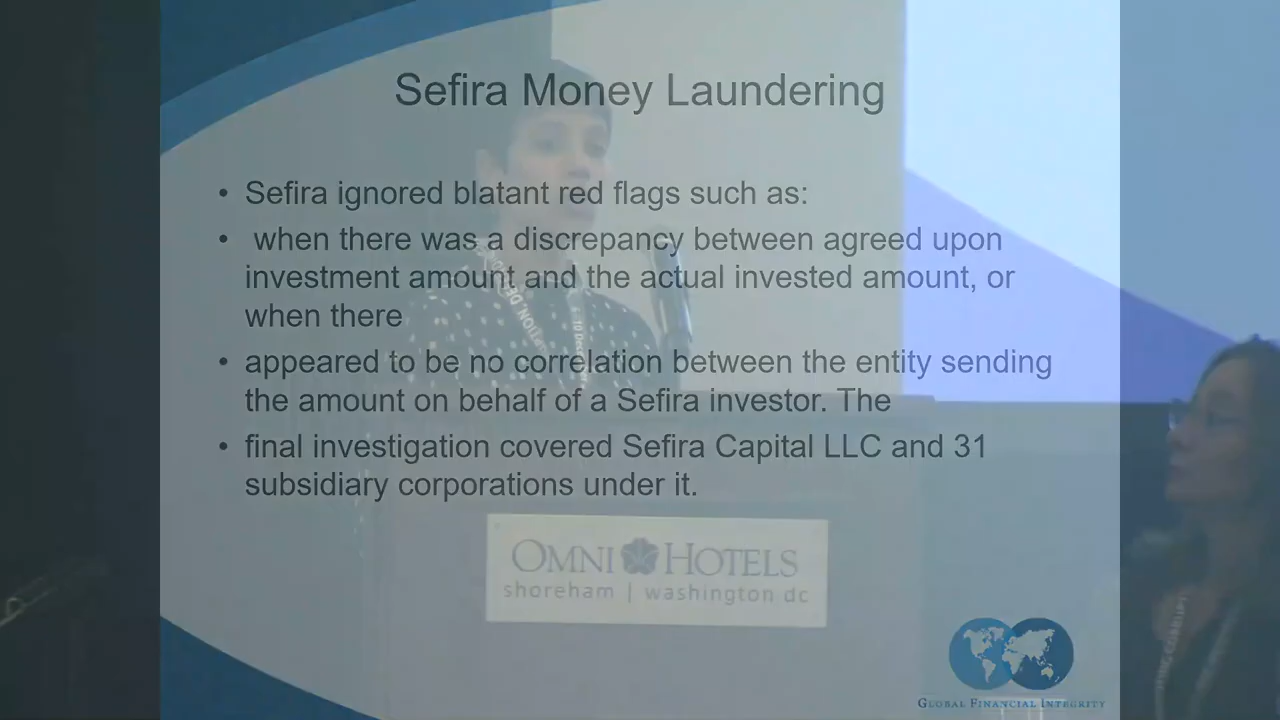 Sefira Money Laundering
• Sefira ignored blatant red flags such as:
• when there was a discrepancy between agreed upon
investment amount and the actual invested amount, or
when there
• appeared to be no correlation between the entity sending
the amount on behalf of a Sefira investor. The
• final investigation covered Sefira Capital LLC and 31
subsidiary corporations under it.
OMNI HOTELS
shoreham | washington dc
GLOBAL FINANCIAL INTEGRITY